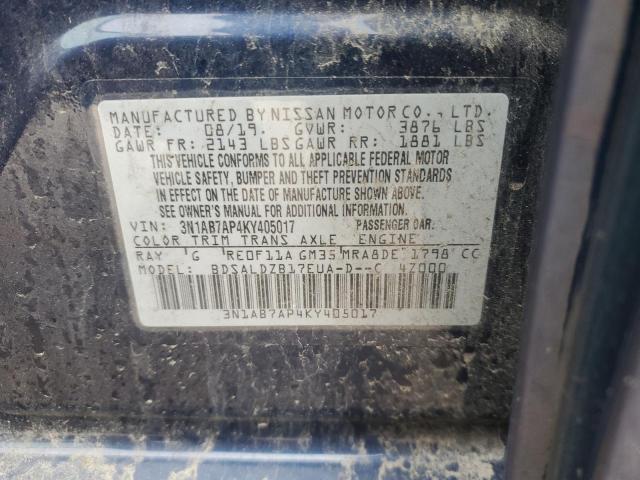 MANUFACTURED BY NISSAN MOTOR CO., LTD.
DATE: 08/19. GVWR: 3876 LBS
GAWR FR: 2143 LBS GAWR RR: 1881 LBS
THIS VEHICLE CONFORMS TO ALL APPLICABLE FEDERAL MOTOR
VEHICLE SAFETY, BUMPER AND THEFT PREVENTION STANDARDS
IN EFFECT ON THE DATE OF MANUFACTURE SHOWN ABOVE.
SEE OWNER'S MANUAL FOR ADDITIONAL INFORMATION.
VIN: 3N1AB7AP4KY405017 PASSENGER CAR.
COLOR TRIM TRANS AXLE ENGINE
RAY G RE0F11A GM35 MRA8DE 1798 CC
MODEL: BDSALDZB17EUA-D--C 4Z000
3N1AB7AP4KY405017